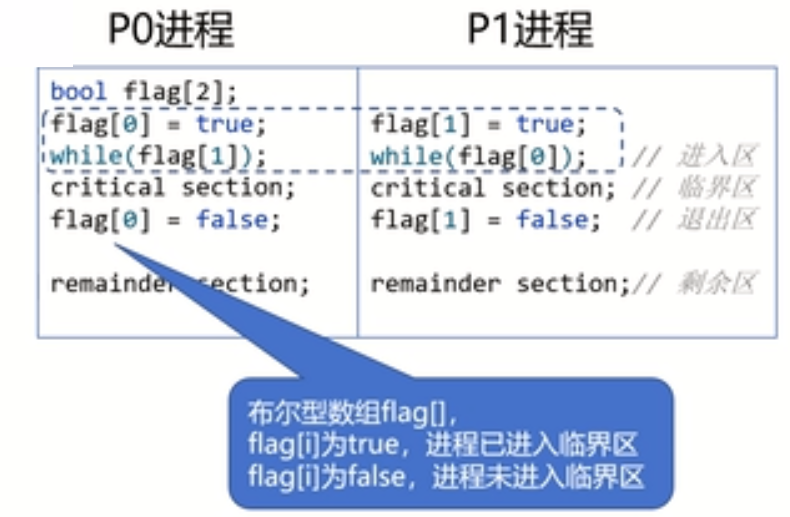 P0进程
P1进程
bool flag[2];
flag[0] = true;
while(flag[1]);
critical section;
flag[0] = false;
remainder section;
flag[1] = true;
while(flag[0]); // 进入区
critical section; // 临界区
flag[1] = false; // 退出区
remainder section;// 剩余区
布尔型数组flag[],
flag[i]为true，进程已进入临界区
flag[i]为false，进程未进入临界区